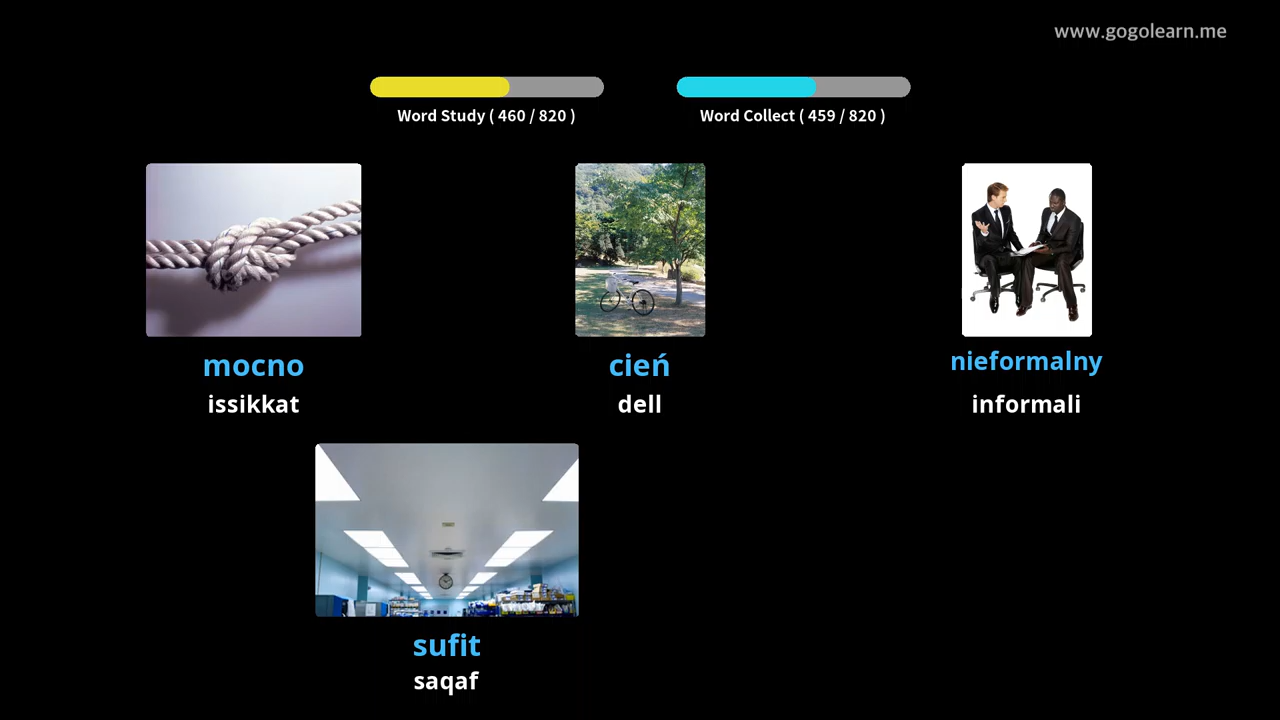 www.gogolearn.me
Word Study ( 460 / 820 )
Word Collect ( 459 / 820 )
mocno
issikkat
cień
dell
nieformalny
informali
sufit
saqaf